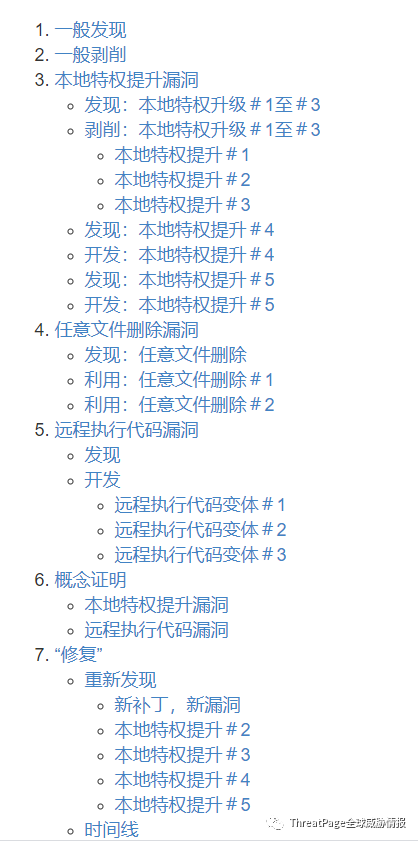 1. 一般发现
2. 一般剥削
3. 本地特权提升漏洞
发现：本地特权升级＃1至＃3
剥削：本地特权升级＃1至＃3
本地特权提升＃1
本地特权提升＃2
本地特权提升＃3
发现：本地特权提升＃4
开发：本地特权提升＃4
发现：本地特权提升＃5
开发：本地特权提升＃5
4. 任意文件删除漏洞
发现：任意文件删除
利用：任意文件删除＃1
利用：任意文件删除＃2
5. 远程执行代码漏洞
发现
开发
远程执行代码变体＃1
远程执行代码变体＃2
远程执行代码变体＃3
6. 概念证明
本地特权提升漏洞
远程执行代码漏洞
7. “修复”
重新发现
新补丁，新漏洞
本地特权提升＃2
本地特权提升＃3
本地特权提升＃4
本地特权提升＃5
时间线
ThreatPage全球威胁情报